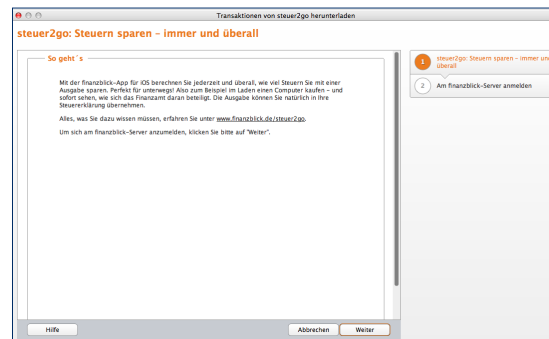 Transaktionen von steuer2go herunterladen
steuer2go: Steuern sparen – immer und überall
So geht´s
Mit der finanzblick-App für iOS berechnen Sie jederzeit und überall, wie viel Steuern Sie mit einer
Ausgabe sparen. Perfekt für unterwegs! Also zum Beispiel im Laden einen Computer kaufen – und
sofort sehen, wie sich das Finanzamt daran beteiligt. Die Ausgabe können Sie natürlich in Ihre
Steuererklärung übernehmen.
Alles, was Sie dazu wissen müssen, erfahren Sie unter www.finanzblick.de/steuer2go.
Um sich am finanzblick-Server anzumelden, klicken Sie bitte auf "Weiter".
1
steuer2go: Steuern sparen – immer und
überall
2
Am finanzblick-Server anmelden
Hilfe
Abbrechen
Weiter